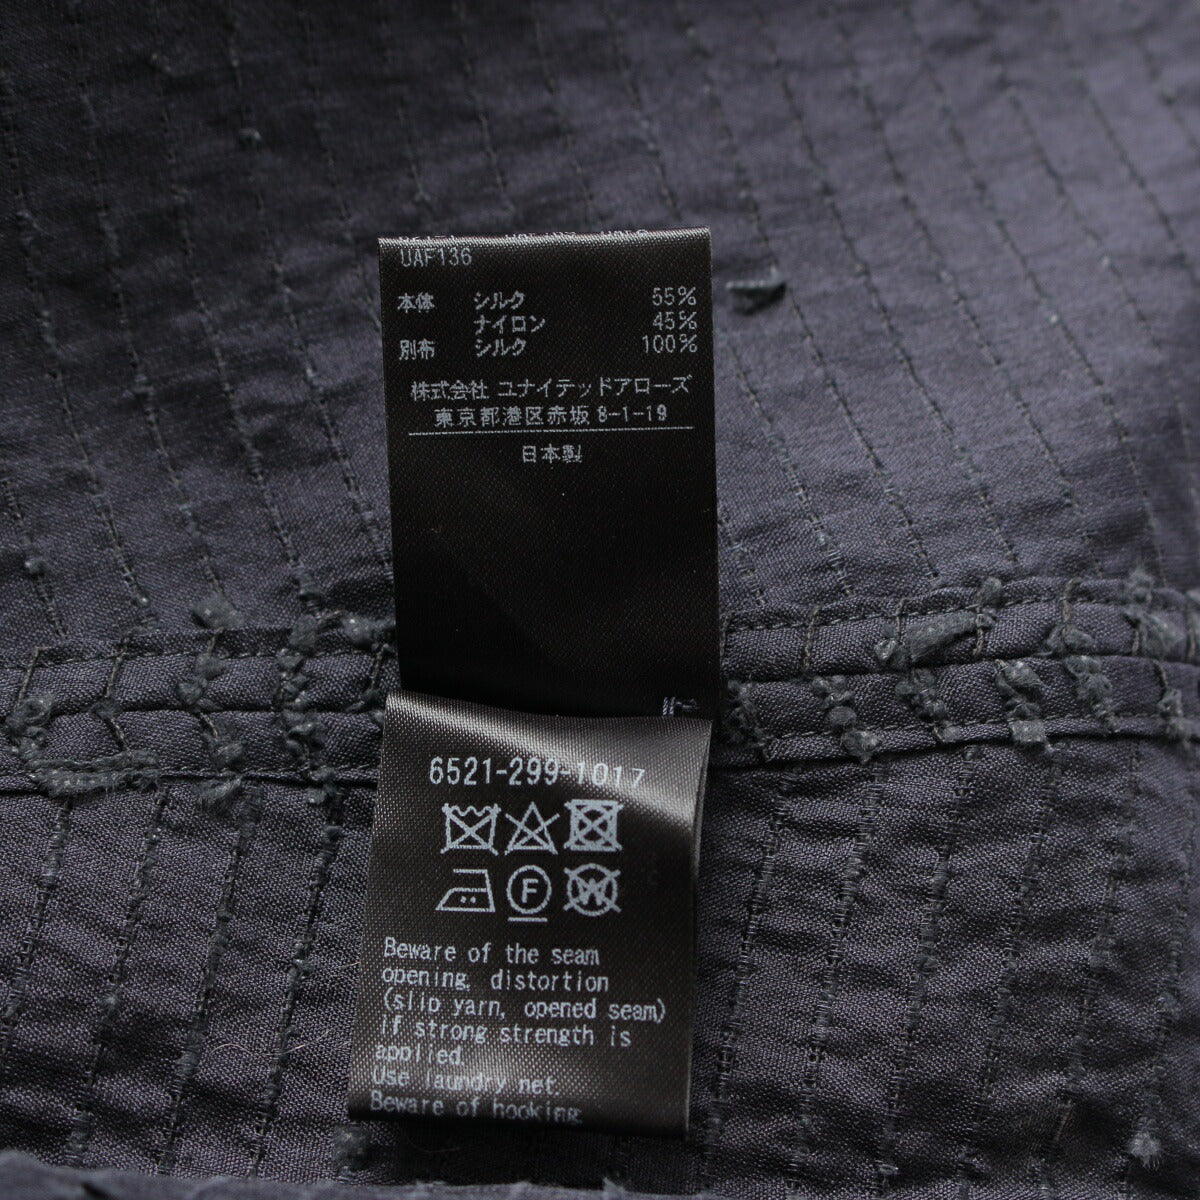 UAF136
本体 シルク 55%
ナイロン 45%
別布 シルク 100%
株式会社 ユナイテッドアローズ
東京都港区赤坂 8-1-19
日本製
6521-299-1017
F W
Beware of the seam
opening, distortion
(slip yarn, opened seam)
if strong strength is
applied.
Use laundry net.
Beware of hooking.